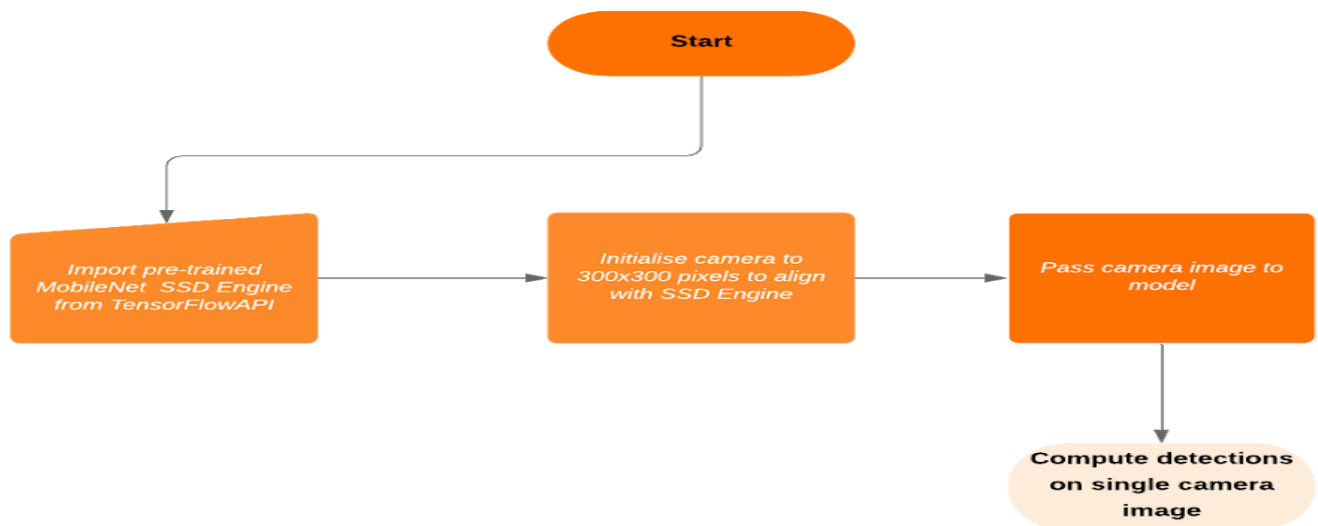 Start
Import pre-trained
MobileNet  SSD Engine
from TensorFlowAPI
Initialise camera to
300x300 pixels to align
with SSD Engine
Pass camera image to
model
Compute detections
on single camera
image